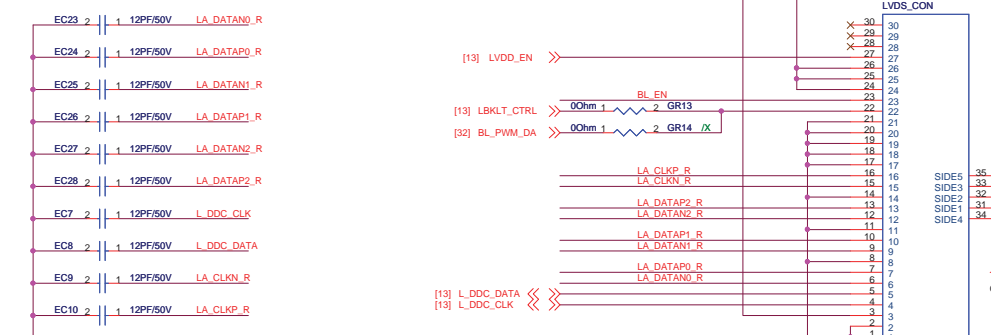 LVDS_CON
EC23 2 1 12PF/50V LA_DATAN0_R
EC24 2 1 12PF/50V LA_DATAP0_R
EC25 2 1 12PF/50V LA_DATAN1_R
EC26 2 1 12PF/50V LA_DATAP1_R
EC27 2 1 12PF/50V LA_DATAN2_R
EC28 2 1 12PF/50V LA_DATAP2_R
EC7 2 1 12PF/50V L_DDC_CLK
EC8 2 1 12PF/50V L_DDC_DATA
EC9 2 1 12PF/50V LA_CLKN_R
EC10 2 1 12PF/50V LA_CLKP_R
[13] LVDD_EN
BL_EN
[13] LBKLT_CTRL 0Ohm 1 2 GR13
[32] BL_PWM_DA 0Ohm 1 2 GR14 /X
LA_CLKP_R
LA_CLKN_R
LA_DATAP2_R
LA_DATAN2_R
LA_DATAP1_R
LA_DATAN1_R
LA_DATAP0_R
LA_DATAN0_R
[13] L_DDC_DATA
[13] L_DDC_CLK
30 30
29 29
28 28
27 27
26 26
25 25
24 24
23 23
22 22
21 21
20 20
19 19
18 18
17 17
16 16
15 15
14 14
13 13
12 12
11 11
10 10
9 9
8 8
7 7
6 6
5 5
4 4
3 3
2 2
1
SIDE5 35
SIDE3 33
SIDE2 32
SIDE1 31
SIDE4 34